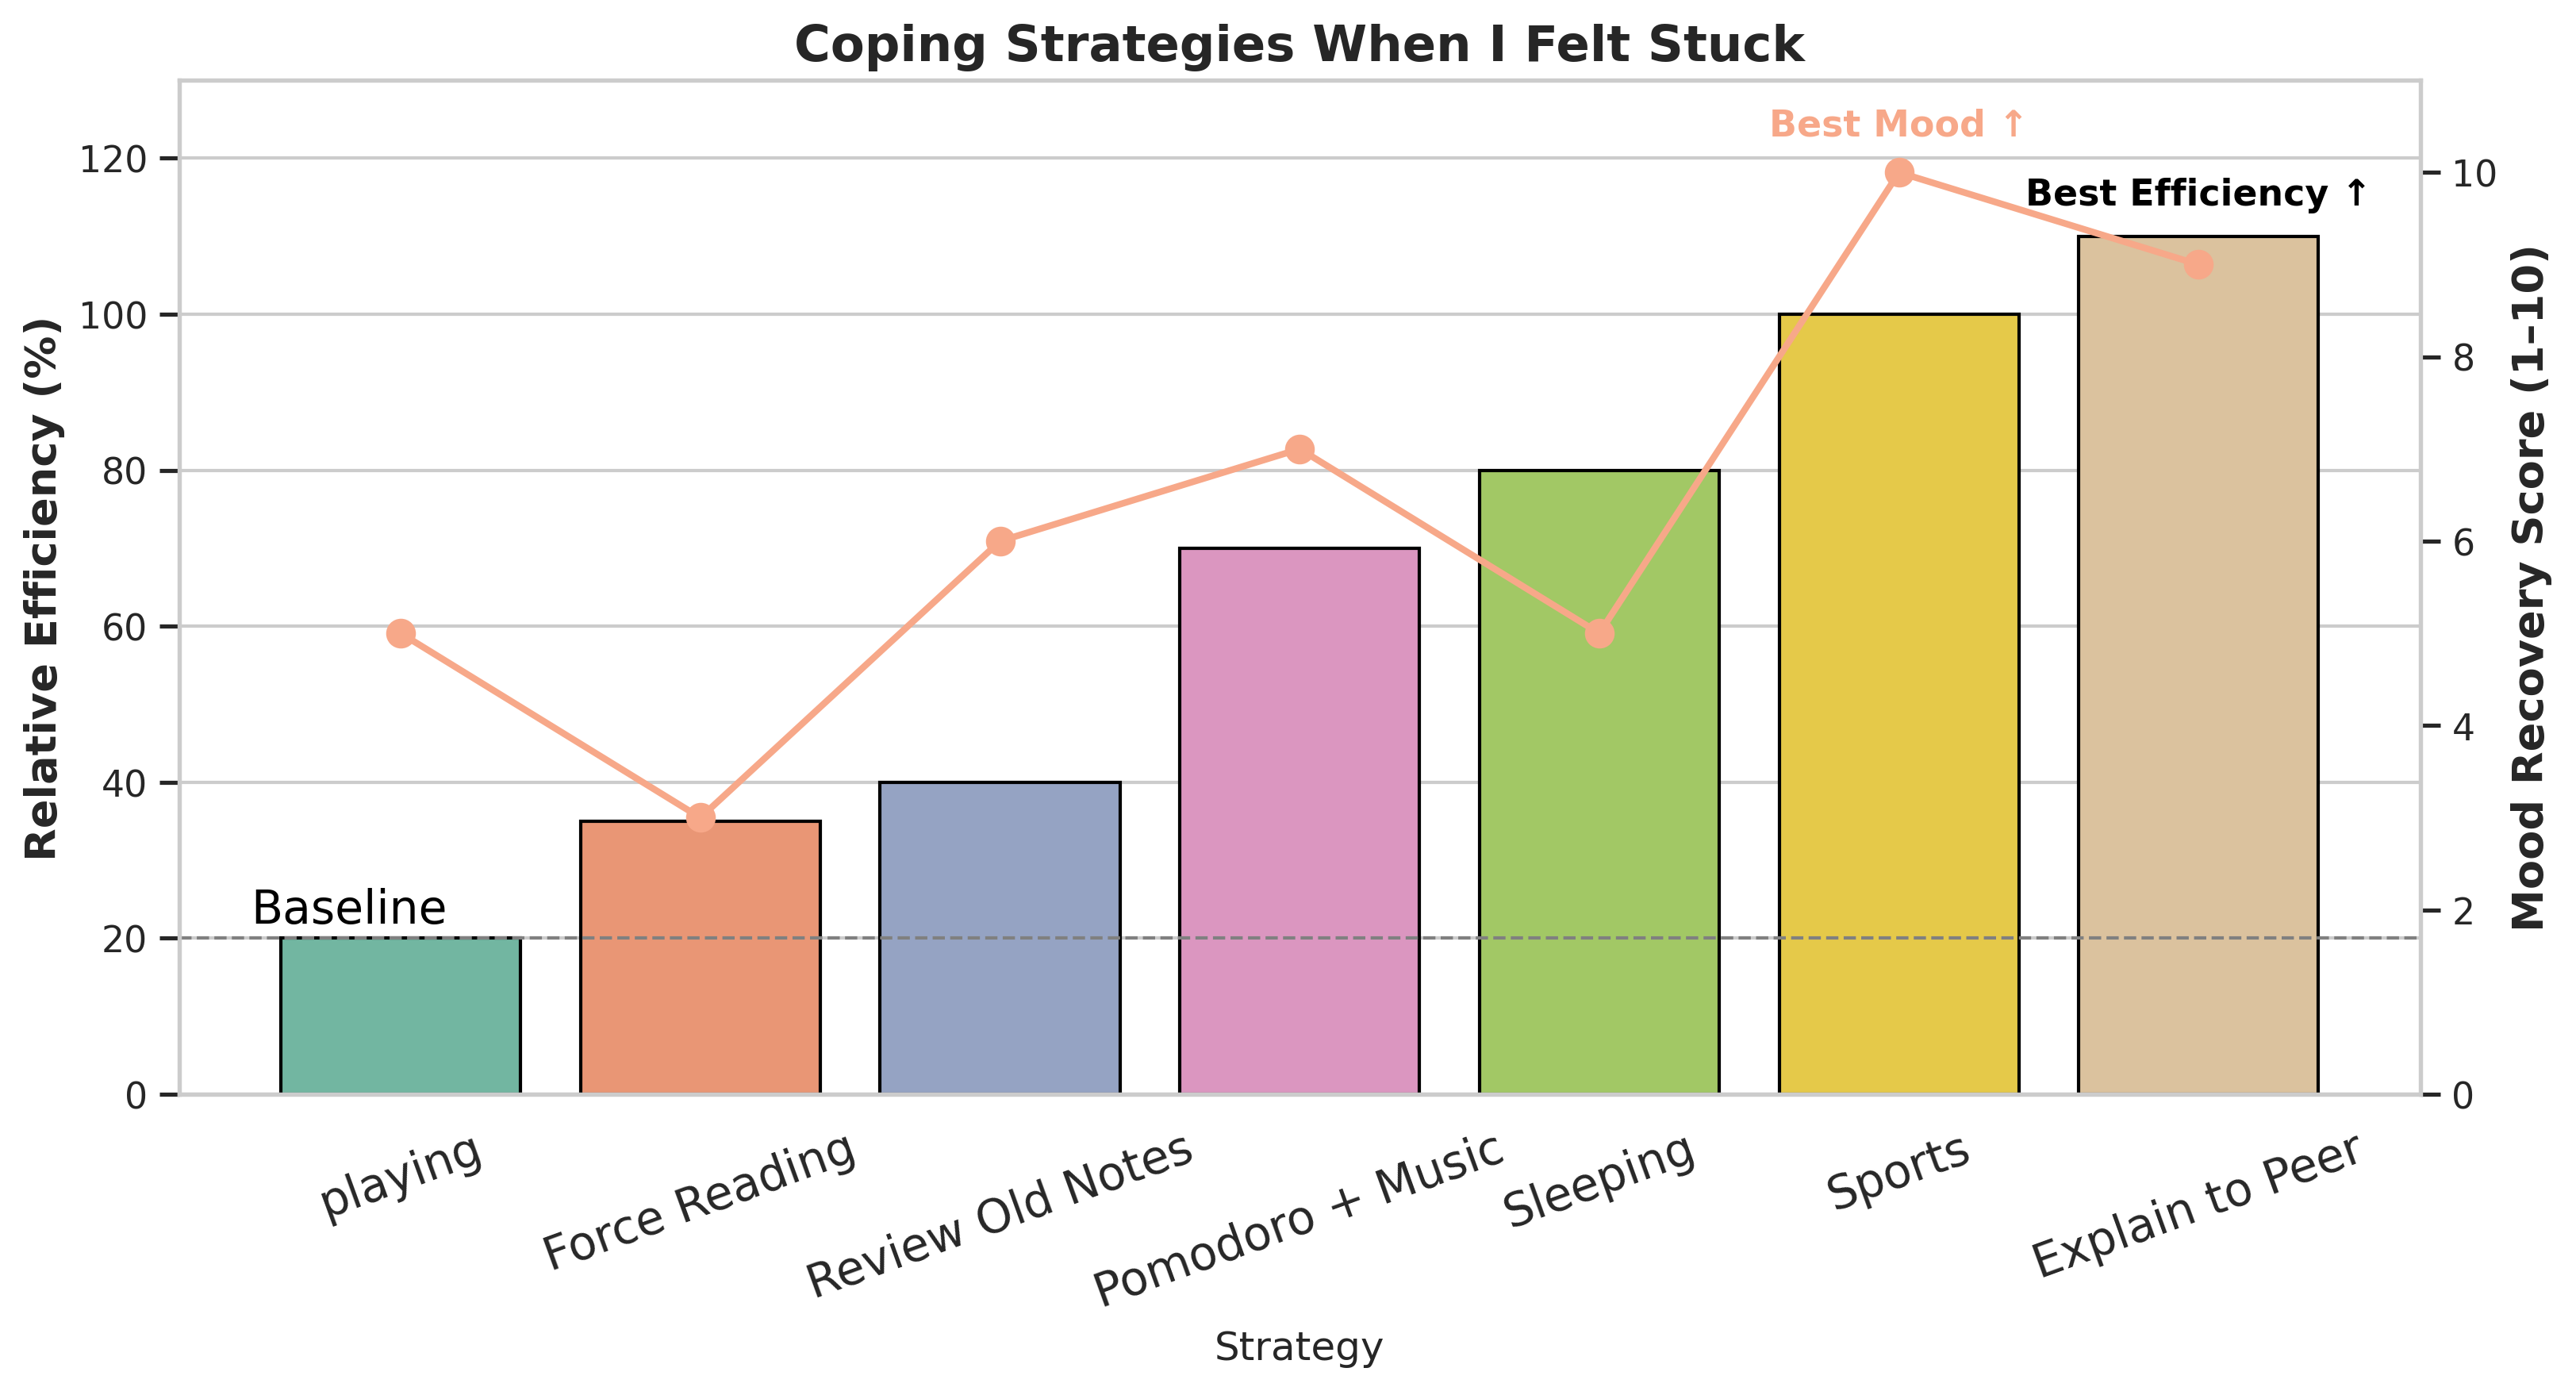 Coping Strategies When I Felt Stuck
Best Mood ↑
Best Efficiency ↑
Baseline
Relative Efficiency (%)
120
100
80
60
40
20
0
Mood Recovery Score (1–10)
10
8
6
4
2
0
playing
Force Reading
Review Old Notes
Pomodoro + Music
Sleeping
Sports
Explain to Peer
Strategy